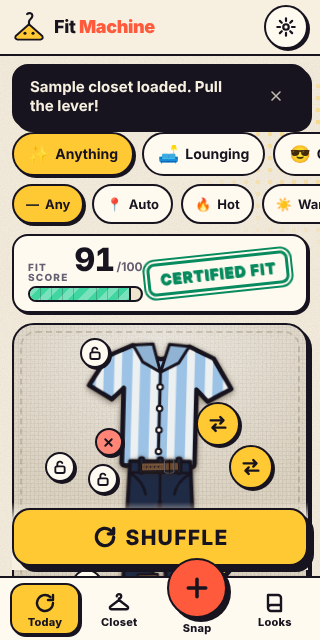 Fit Machine
Sample closet loaded. Pull
the lever!
Anything
Lounging
— Any
Auto
Hot
War
FIT
SCORE
91/100
CERTIFIED FIT
SHUFFLE
Today
Closet
Snap
Looks